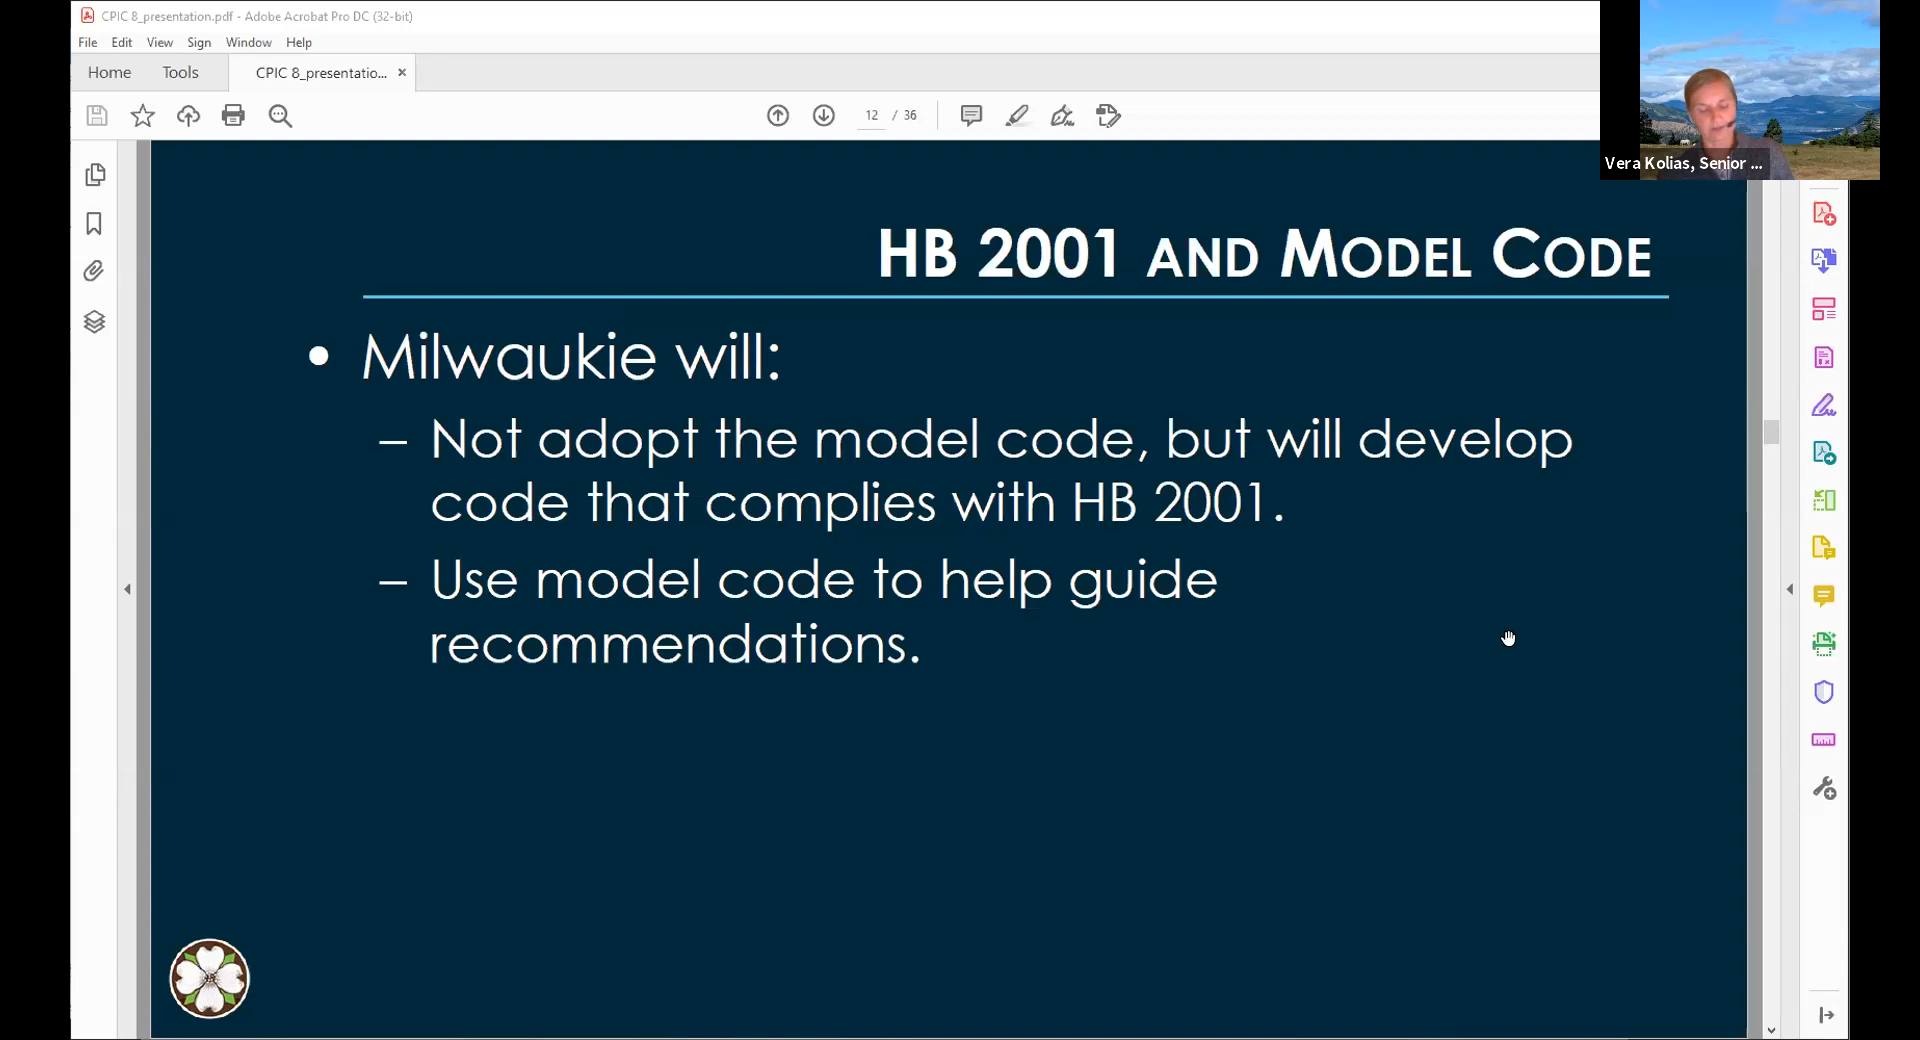 CPIC 8_presentation.pdf - Adobe Acrobat Pro DC (32-bit)
File Edit View Sign Window Help
Home Tools CPIC 8_presentatio... ×
12 / 36
Vera Kolias, Senior ...
HB 2001 AND MODEL CODE
• Milwaukie will:
– Not adopt the model code, but will develop
code that complies with HB 2001.
– Use model code to help guide
recommendations.